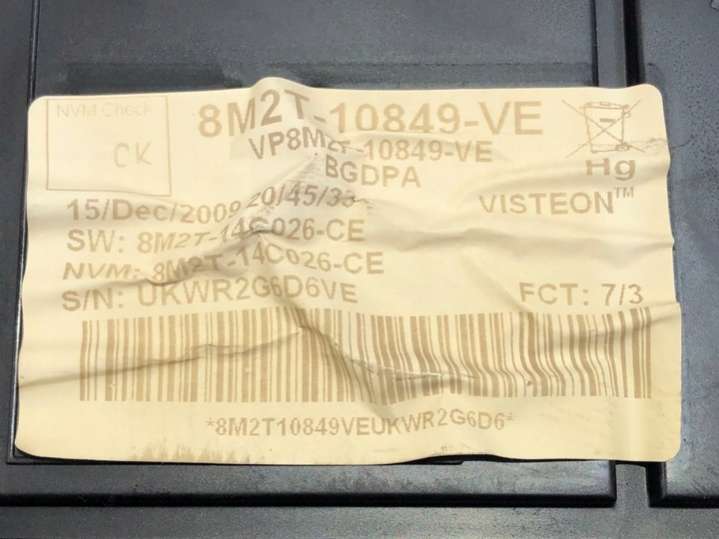 NVM Check
CK
8M2T-10849-VE
VP8M2T-10849-VE
BGDPA
Hg
15/Dec/2009 20/45/33
VISTEON™
SW: 8M2T-14C026-CE
NVM: 8M2T-14C026-CE
S/N: UKWR2G6D6VE
FCT: 7/3
*8M2T10849VEUKWR2G6D6*